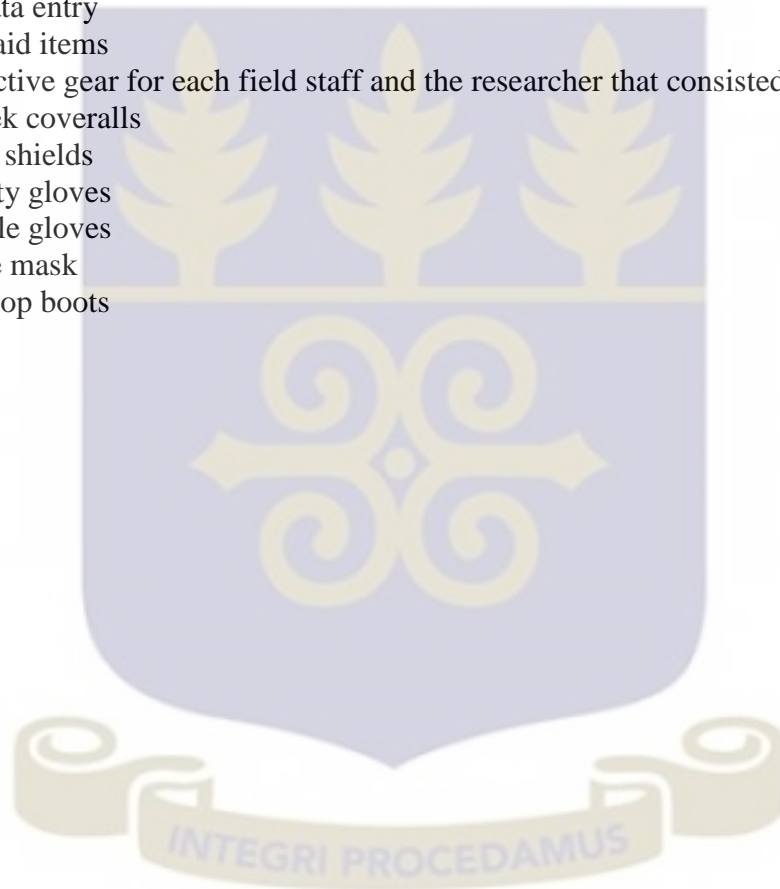 ta entry
aid items
ctive gear for each field staff and the researcher that consisted
ek coveralls
shields
ty gloves
le gloves
e mask
op boots
INTEGRI PROCEDAMUS